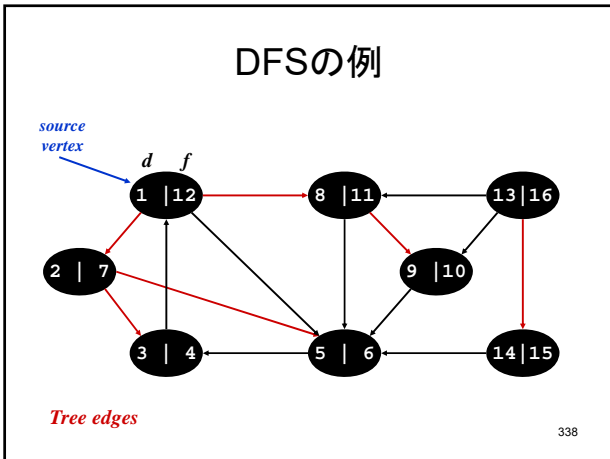 DFSの例
source
vertex
d f
1 |12
8 |11
13|16
2 | 7
9 |10
3 | 4
5 | 6
14|15
Tree edges
338